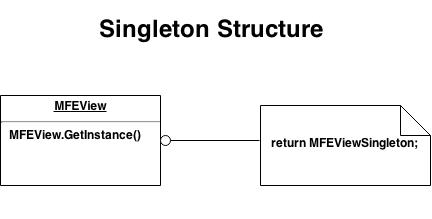 Singleton Structure
MFEView
MFEView.GetInstance()
return MFEViewSingleton;